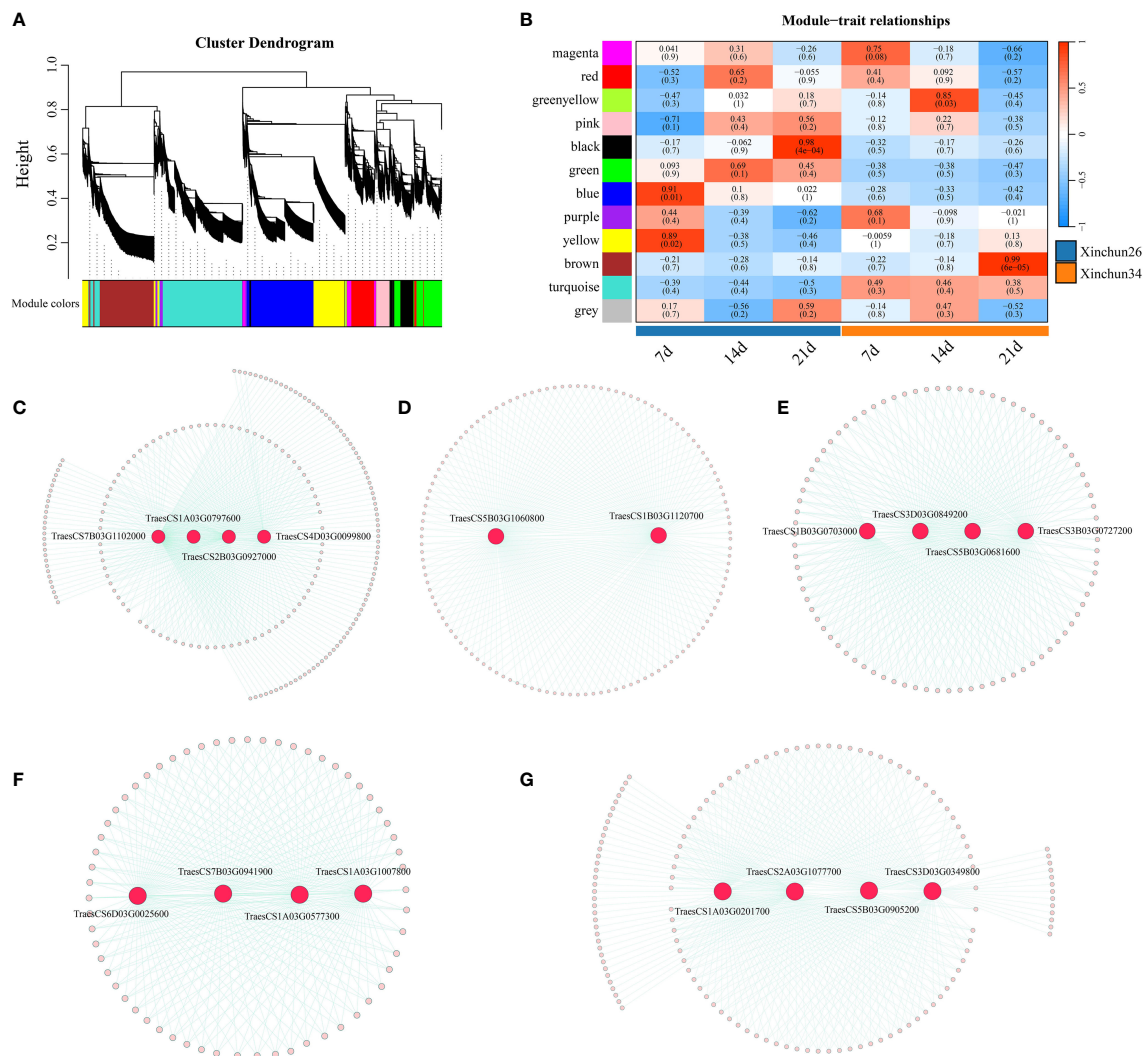 A
Cluster Dendrogram
Height
1.0
0.8
0.6
0.4
0.2
Module colors
B
Module−trait relationships
magenta 0.041 0.31 −0.26 0.75 −0.18 −0.66
(0.9) (0.6) (0.6) (0.08) (0.7) (0.2)
red −0.52 0.65 −0.055 0.41 0.092 −0.57
(0.3) (0.2) (0.9) (0.4) (0.9) (0.2)
greenyellow −0.47 0.032 0.18 −0.14 0.85 −0.45
(0.3) (1) (0.7) (0.8) (0.03) (0.4)
pink −0.71 0.43 0.56 −0.12 0.22 −0.38
(0.1) (0.4) (0.2) (0.8) (0.7) (0.5)
black −0.17 −0.062 0.98 −0.32 −0.17 −0.26
(0.7) (0.9) (4e−04) (0.5) (0.7) (0.6)
green 0.093 0.69 0.45 −0.38 −0.38 −0.47
(0.9) (0.1) (0.4) (0.5) (0.5) (0.3)
blue 0.91 0.1 0.022 −0.28 −0.33 −0.42
(0.01) (0.8) (1) (0.6) (0.5) (0.4)
purple 0.44 −0.39 −0.62 0.68 −0.098 −0.021
(0.4) (0.4) (0.2) (0.1) (0.9) (1)
yellow 0.89 −0.38 −0.46 −0.0059 −0.18 0.13
(0.02) (0.5) (0.4) (1) (0.7) (0.8)
brown −0.21 −0.28 −0.14 −0.22 −0.14 0.99
(0.7) (0.6) (0.8) (0.7) (0.8) (6e−05)
turquoise −0.39 −0.44 −0.5 0.49 0.46 0.38
(0.4) (0.4) (0.3) (0.3) (0.4) (0.5)
grey 0.17 −0.56 0.59 −0.14 0.47 −0.52
(0.7) (0.2) (0.2) (0.8) (0.3) (0.3)
7d 14d 21d 7d 14d 21d
1
0.5
0
−0.5
−1
Xinchun26
Xinchun34
C
TraesCS1A03G0797600
TraesCS7B03G1102000
TraesCS4D03G0099800
TraesCS2B03G0927000
D
TraesCS5B03G1060800
TraesCS1B03G1120700
E
TraesCS3D03G0849200
TraesCS1B03G0703000
TraesCS3B03G0727200
TraesCS5B03G0681600
F
TraesCS7B03G0941900
TraesCS1A03G1007800
TraesCS6D03G0025600
TraesCS1A03G0577300
G
TraesCS2A03G1077700
TraesCS3D03G0349800
TraesCS1A03G0201700
TraesCS5B03G0905200